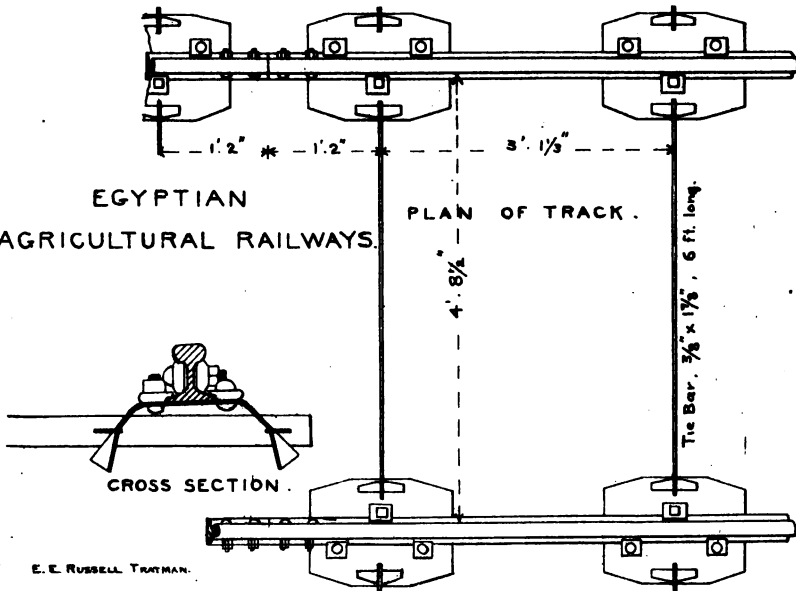 1'.2" 1'.2" 3'. 1⅓"
EGYPTIAN
AGRICULTURAL RAILWAYS.
PLAN OF TRACK.
4'. 8½"
Tie Bar, ⅜" x 1⅞", 6 ft. long.
CROSS SECTION.
E. E. RUSSELL TRATMAN.